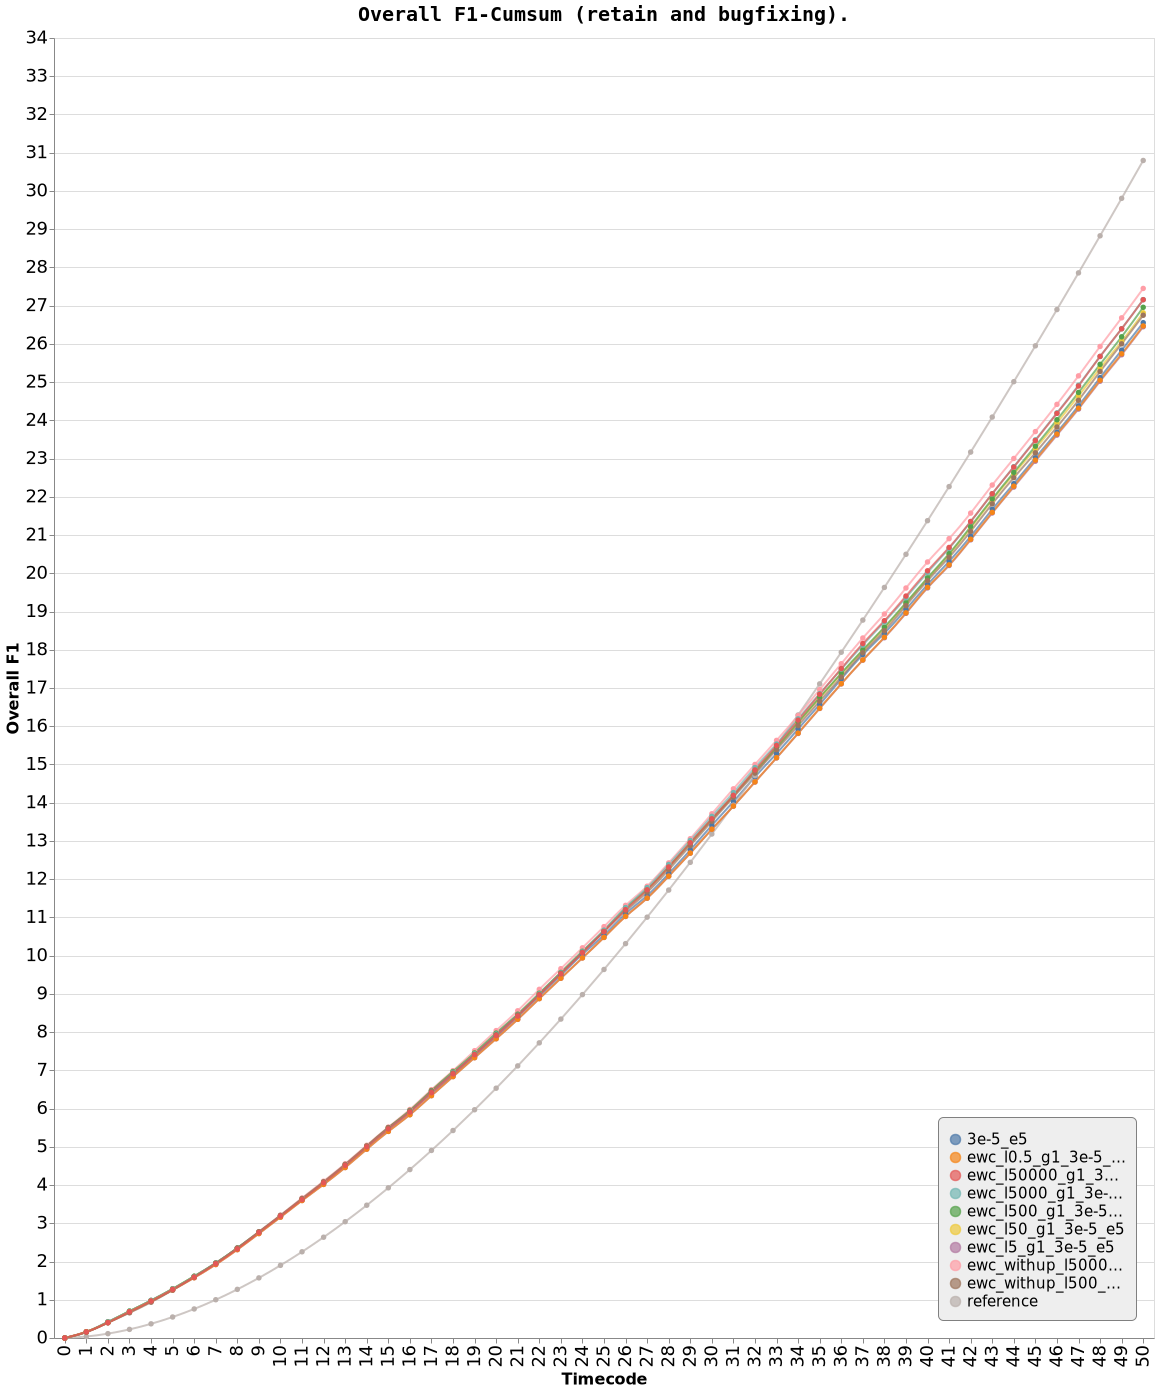 Overall F1-Cumsum (retain and bugfixing).
34
33
32
31
30
29
28
27
26
25
24
23
22
21
20
19
18
17
16
15
14
13
12
11
10
9
8
7
6
5
4
3
2
1
0
Overall F1
3e-5_e5
ewc_l0.5_g1_3e-5_…
ewc_l50000_g1_3…
ewc_l5000_g1_3e-…
ewc_l500_g1_3e-5…
ewc_l50_g1_3e-5_e5
ewc_l5_g1_3e-5_e5
ewc_withup_l5000…
ewc_withup_l500_…
reference
0 1 2 3 4 5 6 7 8 9 10 11 12 13 14 15 16 17 18 19 20 21 22 23 24 25 26 27 28 29 30 31 32 33 34 35 36 37 38 39 40 41 42 43 44 45 46 47 48 49 50
Timecode